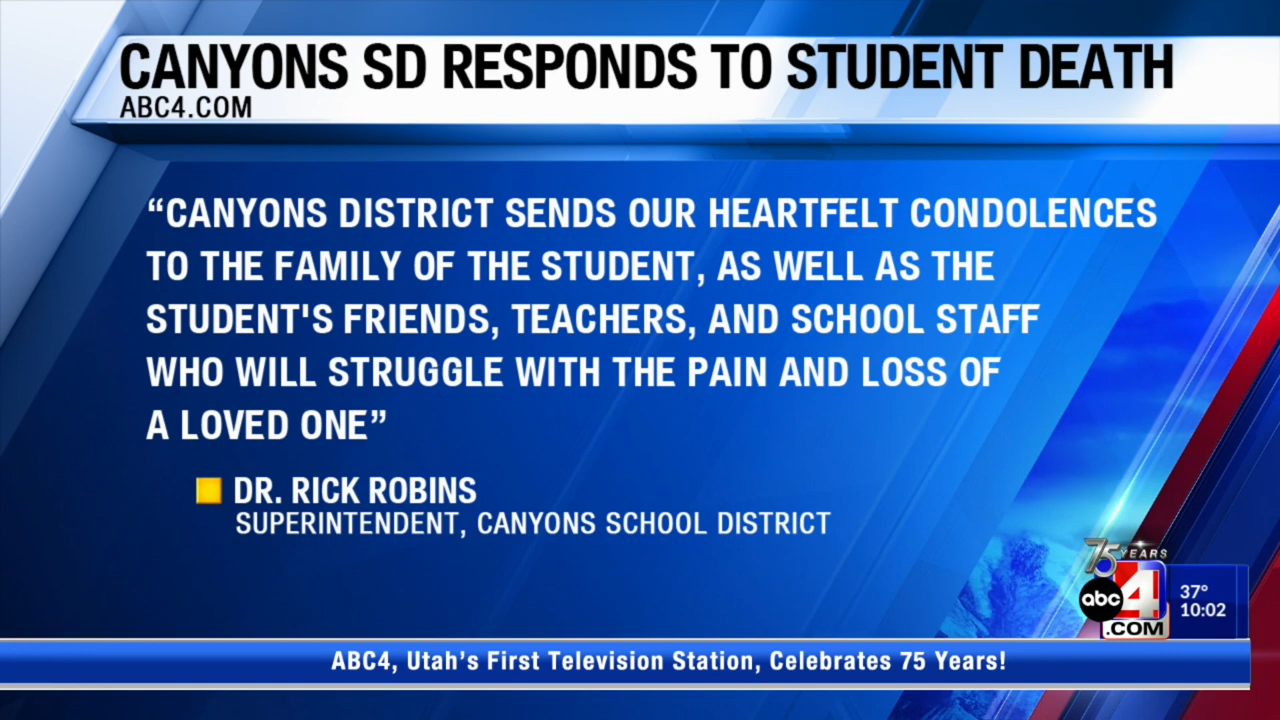 CANYONS SD RESPONDS TO STUDENT DEATH
ABC4.COM
“CANYONS DISTRICT SENDS OUR HEARTFELT CONDOLENCES
TO THE FAMILY OF THE STUDENT, AS WELL AS THE
STUDENT'S FRIENDS, TEACHERS, AND SCHOOL STAFF
WHO WILL STRUGGLE WITH THE PAIN AND LOSS OF
A LOVED ONE”
DR. RICK ROBINS
SUPERINTENDENT, CANYONS SCHOOL DISTRICT
75 YEARS
abc 4
.COM
37°
10:02
ABC4, Utah’s First Television Station, Celebrates 75 Years!